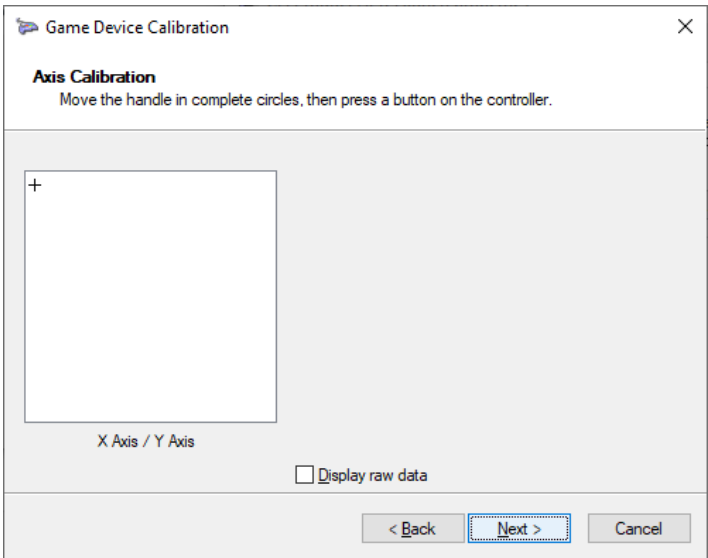 Game Device Calibration
Axis Calibration
Move the handle in complete circles, then press a button on the controller.
X Axis / Y Axis
Display raw data
< Back
Next >
Cancel